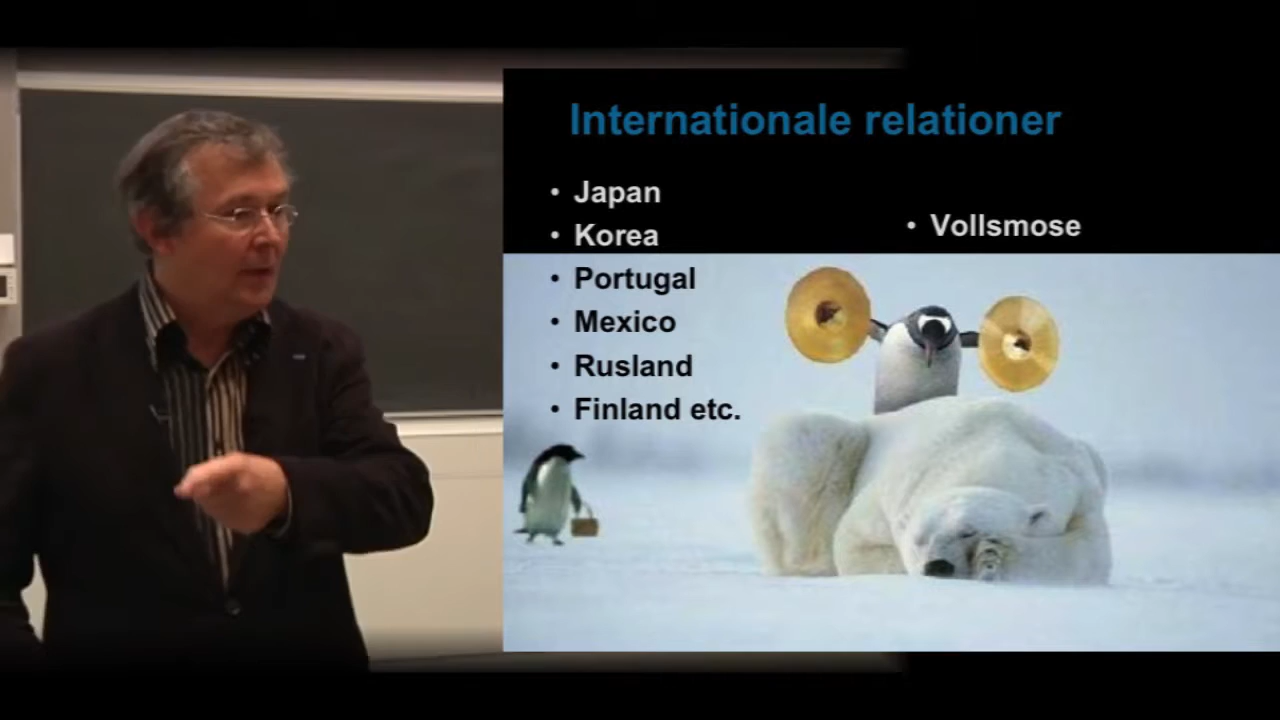 Internationale relationer
• Japan
• Korea
• Portugal
• Mexico
• Rusland
• Finland etc.
• Vollsmose